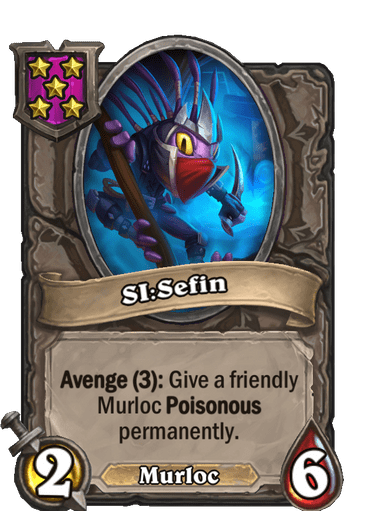 SI:Sefin
Avenge (3): Give a friendly
Murloc Poisonous
permanently.
2
Murloc
6